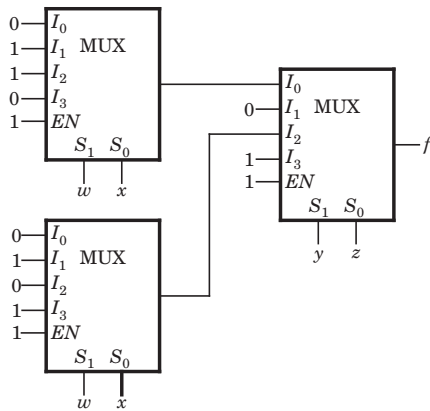 0 I₀
1 I₁ MUX
1 I₂
0 I₃
1 EN
S₁ S₀
w x
I₀
0 I₁ MUX
I₂
1 I₃
1 EN
S₁ S₀
y z
f
0 I₀
1 I₁ MUX
0 I₂
1 I₃
1 EN
S₁ S₀
w x